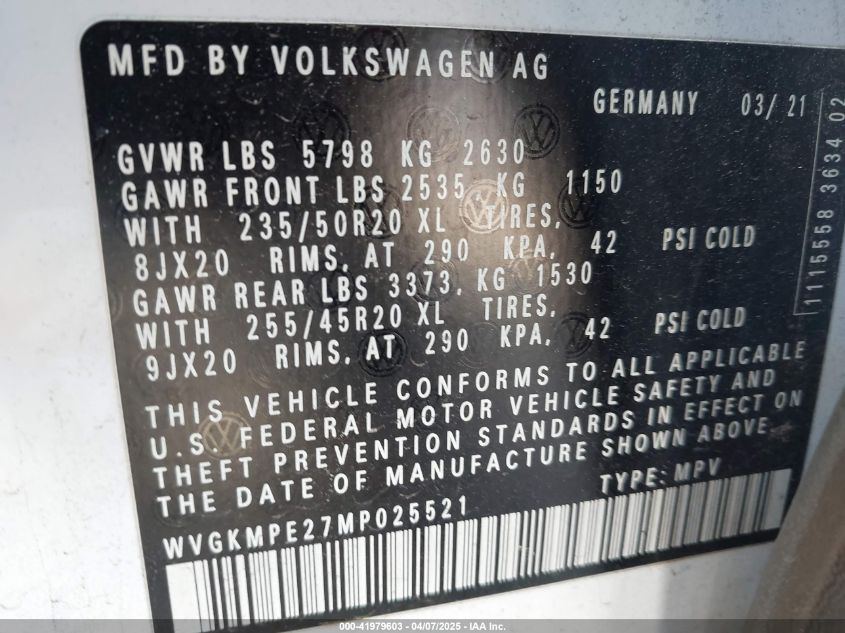 MFD BY VOLKSWAGEN AG
GERMANY 03/ 21
GVWR LBS 5798 KG 2630
GAWR FRONT LBS 2535 KG 1150
WITH 235/50R20 XL TIRES,
8JX20 RIMS, AT 290 KPA, 42 PSI COLD
GAWR REAR LBS 3373, KG 1530
WITH 255/45R20 XL TIRES,
9JX20 RIMS, AT 290 KPA, 42 PSI COLD
THIS VEHICLE CONFORMS TO ALL APPLICABLE
U.S. FEDERAL MOTOR VEHICLE SAFETY AND
THEFT PREVENTION STANDARDS IN EFFECT ON
THE DATE OF MANUFACTURE SHOWN ABOVE.
WVGKMPE27MP025521 TYPE: MPV
1115558 3634 02
000-41979603 - 04/07/2025 - IAA Inc.